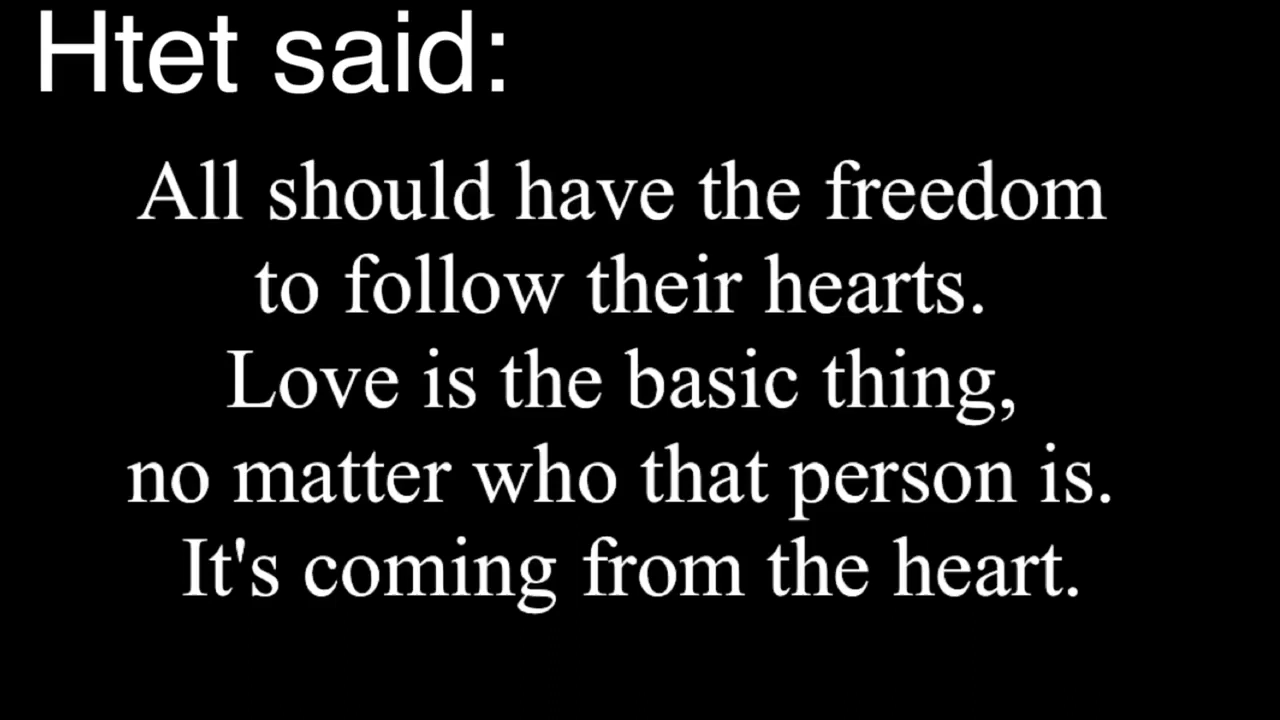 Htet said:
All should have the freedom
to follow their hearts.
Love is the basic thing,
no matter who that person is.
It's coming from the heart.